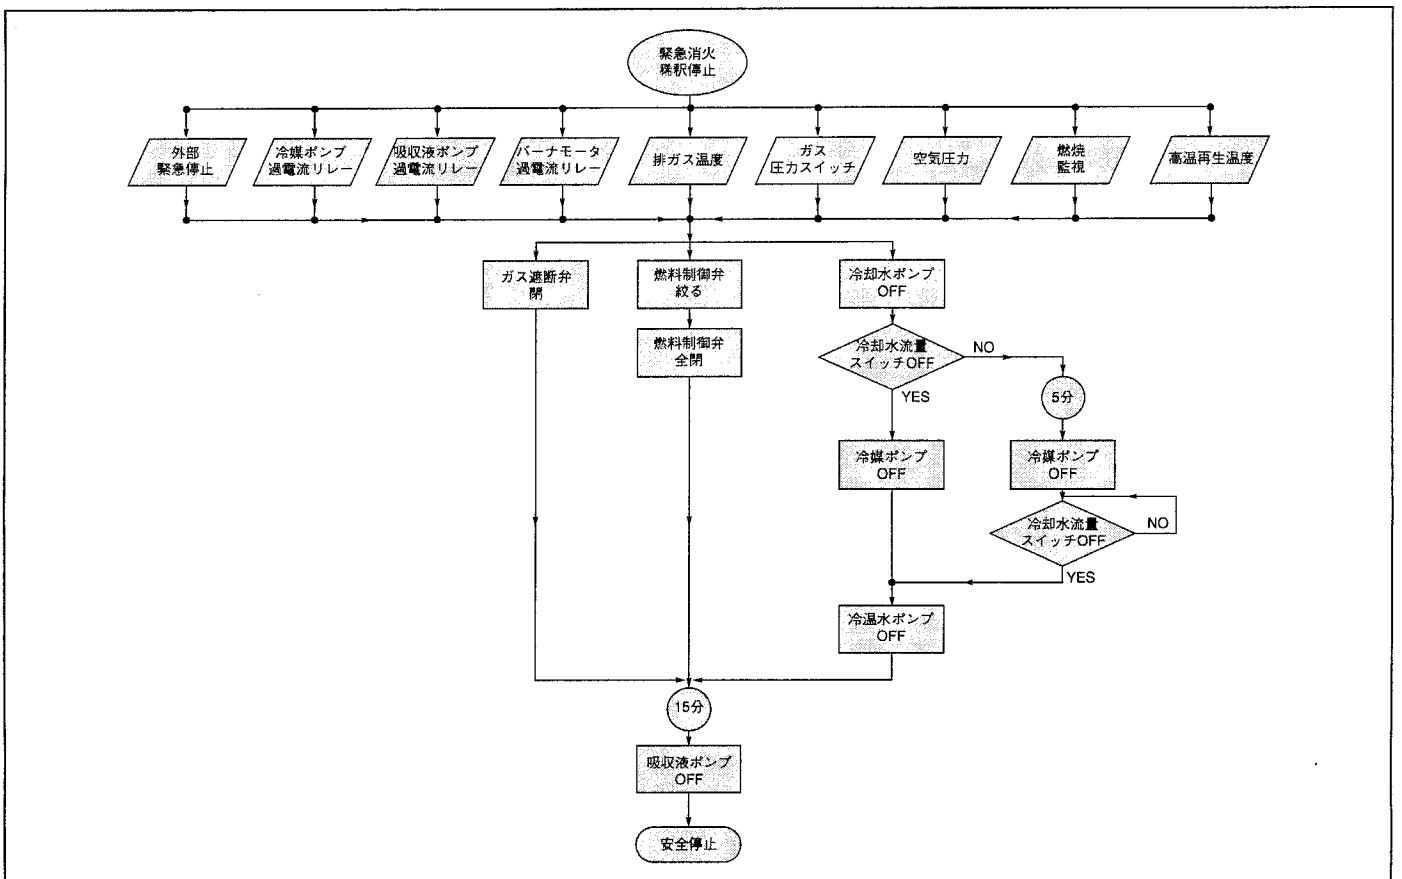 緊急消火
稀釈停止
外部
緊急停止
冷媒ポンプ
過電流リレー
吸収液ポンプ
過電流リレー
バーナモータ
過電流リレー
排ガス温度
ガス
圧力スイッチ
空気圧力
燃焼
監視
高温再生温度
ガス遮断弁
閉
燃料制御弁
絞る
冷却水ポンプ
OFF
燃料制御弁
全閉
冷却水流量
スイッチOFF
NO
YES
5分
冷媒ポンプ
OFF
冷媒ポンプ
OFF
冷却水流量
スイッチOFF
NO
YES
冷温水ポンプ
OFF
15分
吸収液ポンプ
OFF
安全停止